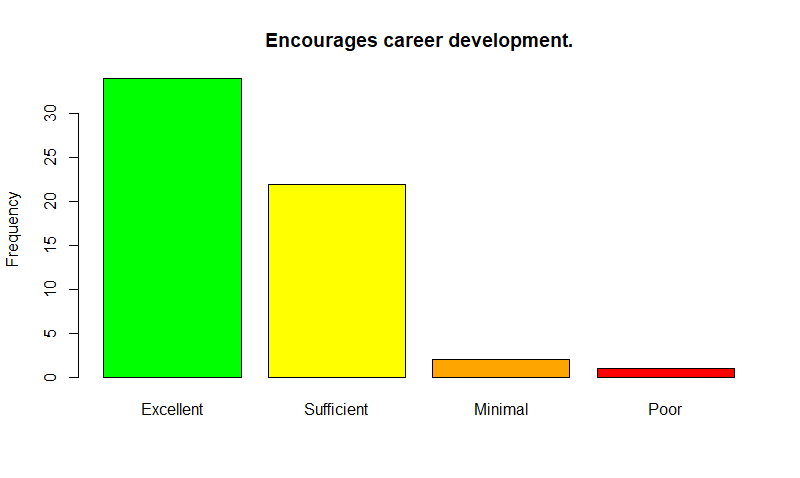 Encourages career development.
Frequency
30
25
20
15
10
5
0
Excellent
Sufficient
Minimal
Poor